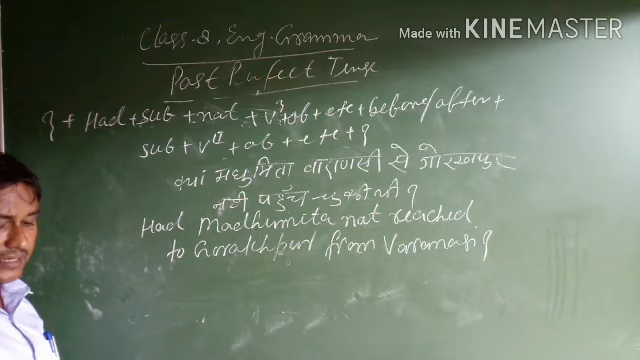 Made with KINEMASTER
Class-8, Eng. Grammar
Past Perfect Tense
? + Had + sub + not + V³ + ob + etc + before/after +
sub + VII + ob + etc + ?
क्या मधुमिता वाराणसी से गोरखपुर
नहीं पहुँच चुकी थी ?
Had Madhumita not reached
to Gorakhpur from Varanasi ?